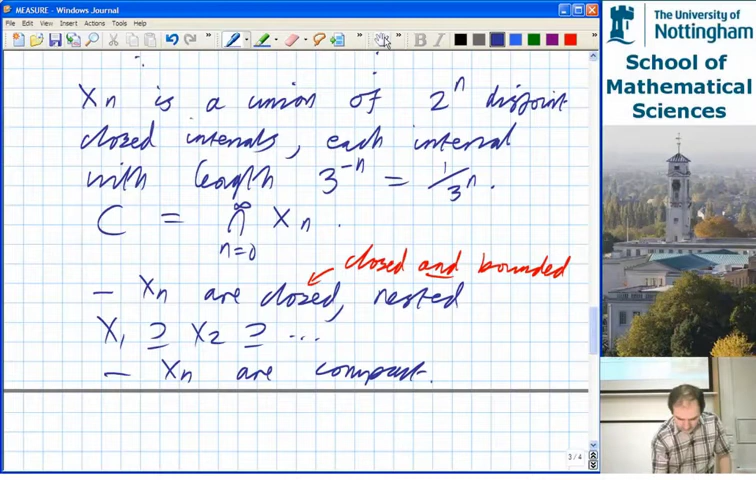 MEASURE - Windows Journal
File Edit View Insert Actions Tools Help
B I
Xn is a union of 2^n disjoint
closed intervals, each interval
with length 3^-n = 1/3^n.
C = ∩ Xn.
∞
n=0
closed and bounded
- Xn are closed, nested
X1 ⊇ X2 ⊇ ...
- Xn are compact.
3/4
The University of
Nottingham
School of
Mathematical
Sciences